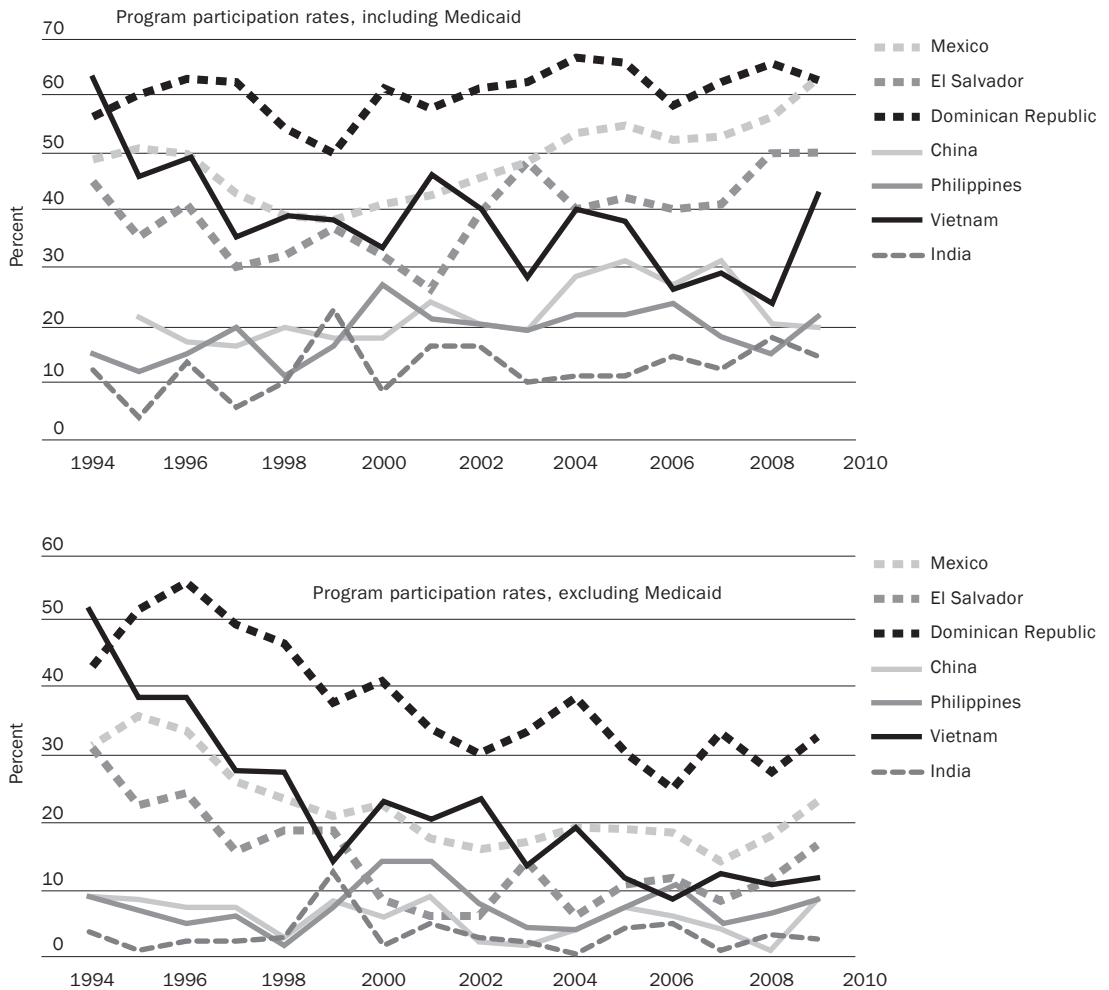 Program participation rates, including Medicaid
70
60
50
40
30
20
10
0
Percent
1994 1996 1998 2000 2002 2004 2006 2008 2010
Mexico
El Salvador
Dominican Republic
China
Philippines
Vietnam
India
Program participation rates, excluding Medicaid
60
50
40
30
20
10
0
Percent
1994 1996 1998 2000 2002 2004 2006 2008 2010
Mexico
El Salvador
Dominican Republic
China
Philippines
Vietnam
India